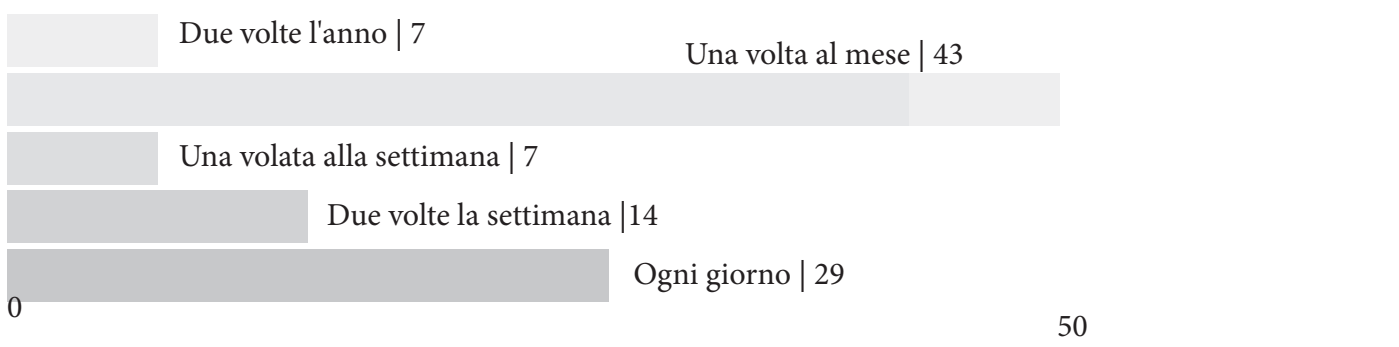 Due volte l'anno | 7
Una volta al mese | 43
Una volata alla settimana | 7
Due volte la settimana |14
Ogni giorno | 29
0
50